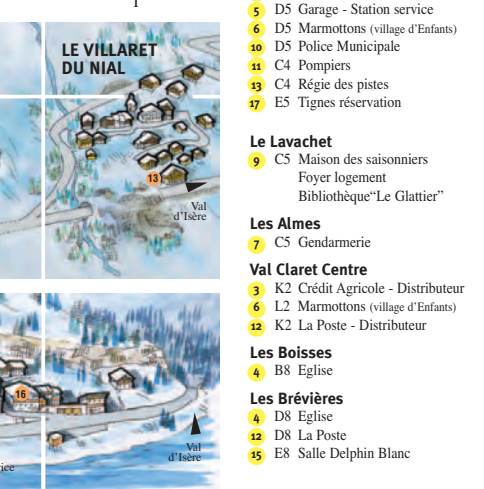 LE VILLARET
DU NIAL
13
Val
d'Isère
16
Val
d'Isère
5 D5 Garage - Station service
6 D5 Marmottons (village d'Enfants)
10 D5 Police Municipale
11 C4 Pompiers
13 C4 Régie des pistes
17 E5 Tignes réservation
Le Lavachet
9 C5 Maison des saisonniers
Foyer logement
Bibliothèque“Le Glattier”
Les Almes
7 C5 Gendarmerie
Val Claret Centre
3 K2 Crédit Agricole - Distributeur
6 L2 Marmottons (village d'Enfants)
12 K2 La Poste - Distributeur
Les Boisses
4 B8 Eglise
Les Brévières
4 D8 Eglise
12 D8 La Poste
15 E8 Salle Delphin Blanc